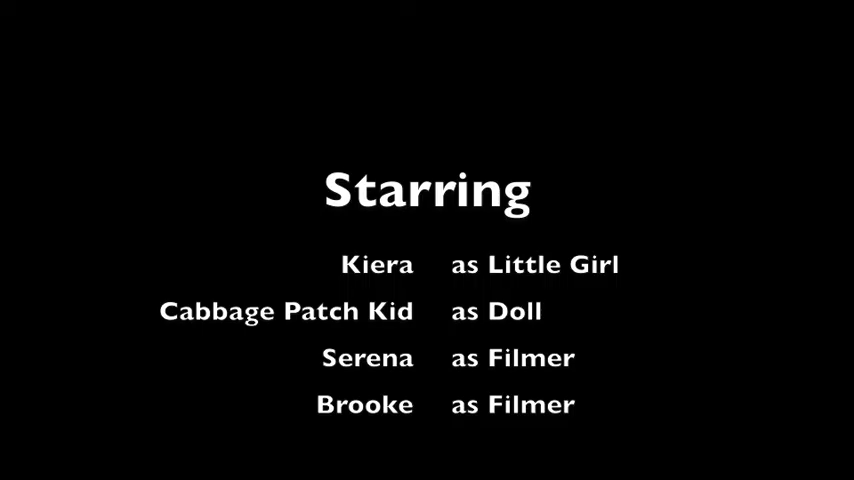 Starring
Kiera as Little Girl
Cabbage Patch Kid as Doll
Serena as Filmer
Brooke as Filmer